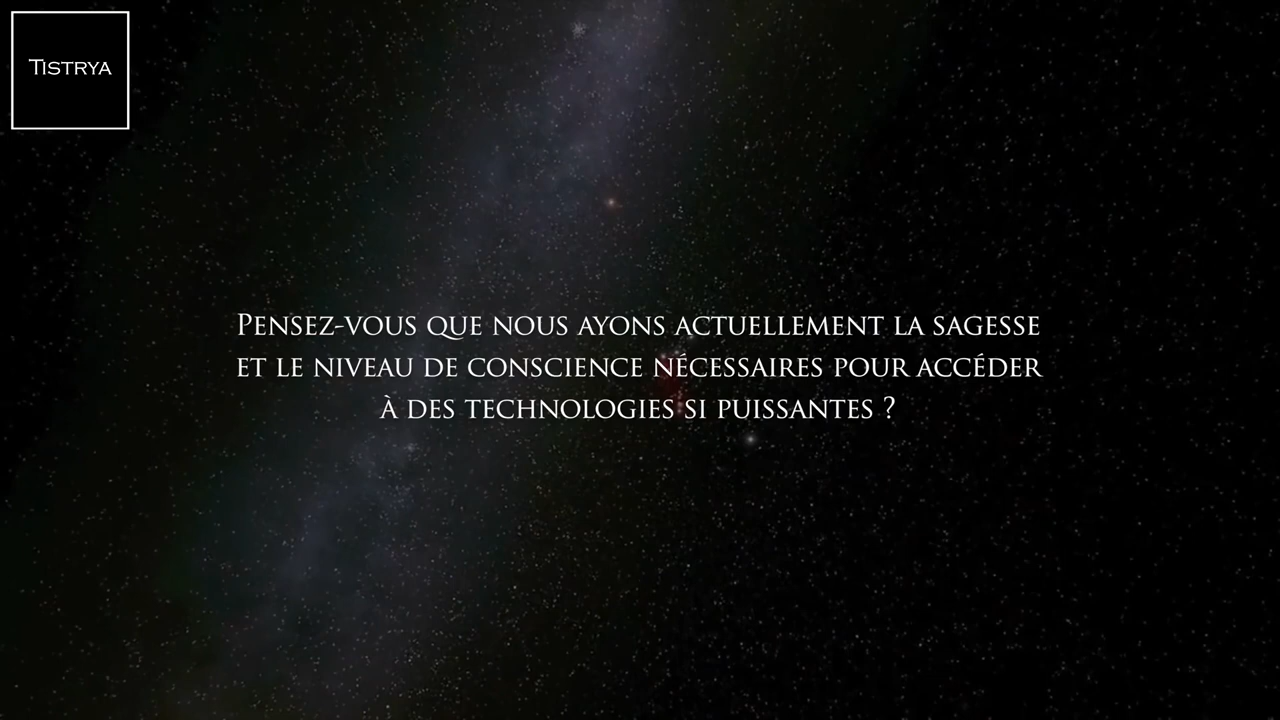 Tistrya
Pensez-vous que nous ayons actuellement la sagesse
et le niveau de conscience nécessaires pour accéder
à des technologies si puissantes ?